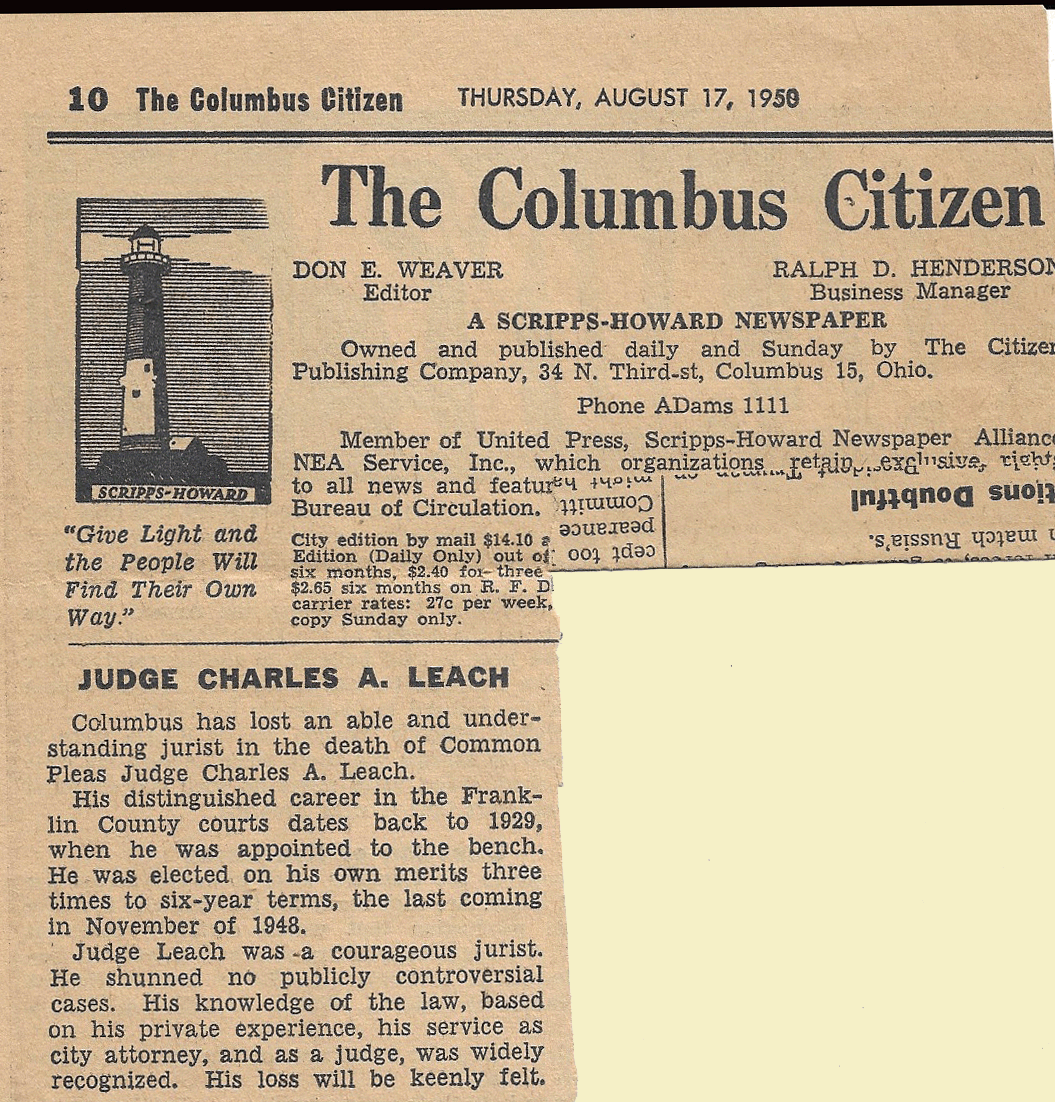 10 The Columbus Citizen THURSDAY, AUGUST 17, 1950
The Columbus Citizen
DON E. WEAVER
Editor
RALPH D. HENDERSON
Business Manager
A SCRIPPS-HOWARD NEWSPAPER
Owned and published daily and Sunday by The Citizen
Publishing Company, 34 N. Third-st, Columbus 15, Ohio.
Phone ADams 1111
Member of United Press, Scripps-Howard Newspaper Alliance
NEA Service, Inc., which organizations
to all news and
Bureau of Circulation.
City edition by mail $14.10
Edition (Daily Only) out of
six months, $2.40 for three
$2.65 six months on R. F. D
carrier rates: 27c per week,
copy Sunday only.
tions Doubtful
match Russia's.
Committ
pearance
cept too
SCRIPPS-HOWARD
"Give Light and
the People Will
Find Their Own
Way."
JUDGE CHARLES A. LEACH
Columbus has lost an able and under-
standing jurist in the death of Common
Pleas Judge Charles A. Leach.
His distinguished career in the Frank-
lin County courts dates back to 1929,
when he was appointed to the bench.
He was elected on his own merits three
times to six-year terms, the last coming
in November of 1948.
Judge Leach was a courageous jurist.
He shunned no publicly controversial
cases. His knowledge of the law, based
on his private experience, his service as
city attorney, and as a judge, was widely
recognized. His loss will be keenly felt.